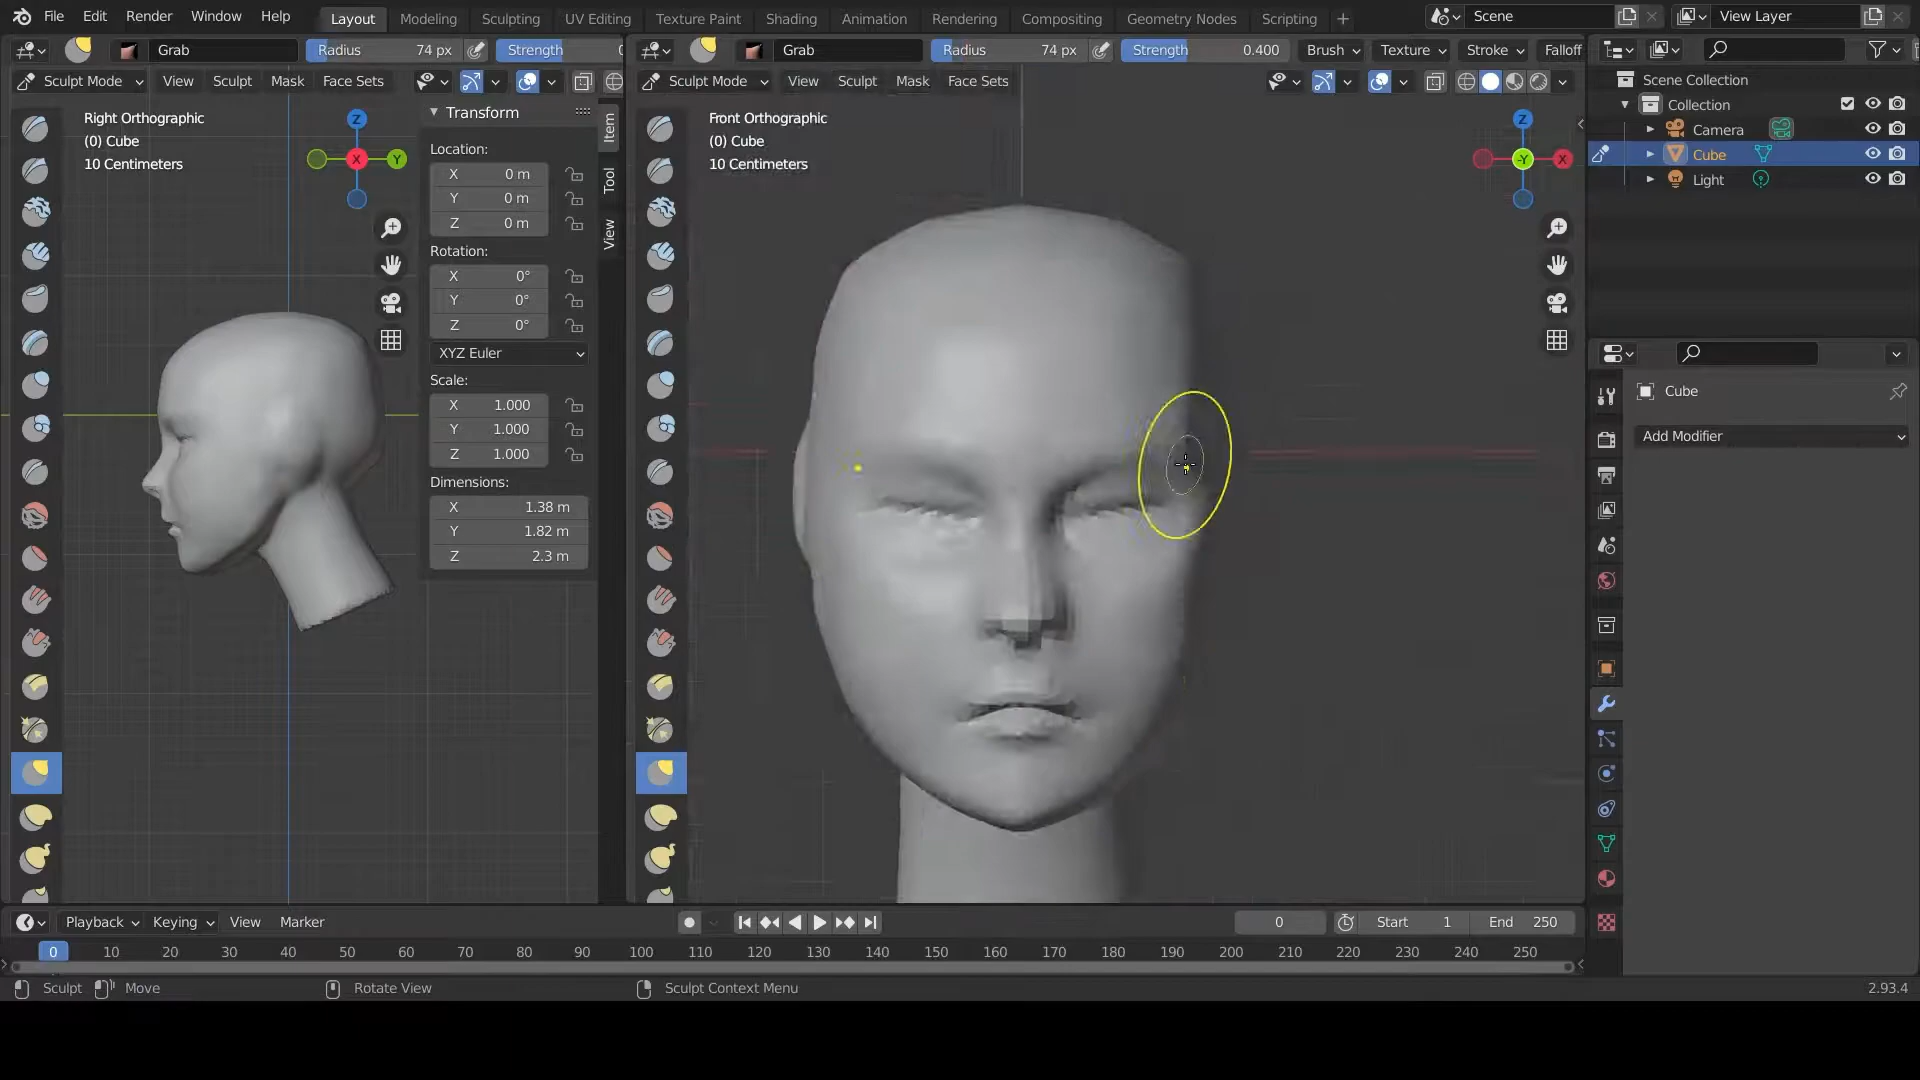 File Edit Render Window Help Layout Modeling Sculpting UV Editing Texture Paint Shading Animation Rendering Compositing Geometry Nodes Scripting + Scene View Layer
Grab Radius 74 px Strength 0
Grab Radius 74 px Strength 0.400 Brush Texture Stroke Falloff
Sculpt Mode View Sculpt Mask Face Sets
Sculpt Mode View Sculpt Mask Face Sets
Right Orthographic
(0) Cube
10 Centimeters
Z
X
Y
Transform
Location:
X 0 m
Y 0 m
Z 0 m
Rotation:
X 0°
Y 0°
Z 0°
XYZ Euler
Scale:
X 1.000
Y 1.000
Z 1.000
Dimensions:
X 1.38 m
Y 1.82 m
Z 2.3 m
Item
Tool
View
Front Orthographic
(0) Cube
10 Centimeters
Z
-Y
X
Scene Collection
Collection
Camera
Cube
Light
Cube
Add Modifier
Playback Keying View Marker 0 Start 1 End 250
0 10 20 30 40 50 60 70 80 90 100 110 120 130 140 150 160 170 180 190 200 210 220 230 240 250
Sculpt Move Rotate View Sculpt Context Menu 2.93.4